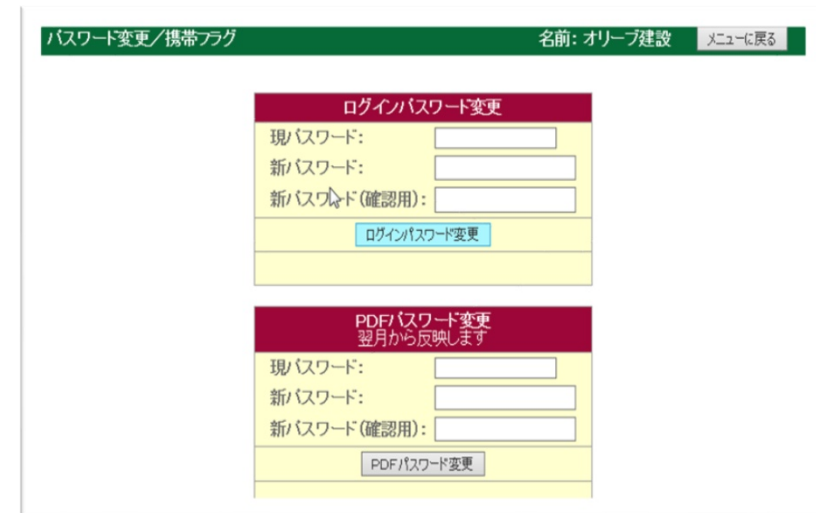 パスワード変更／携帯フラグ 名前: オリーブ建設 メニューに戻る
ログインパスワード変更
現パスワード:
新パスワード:
新パスワード(確認用):
ログインパスワード変更
PDFパスワード変更
翌月から反映します
現パスワード:
新パスワード:
新パスワード(確認用):
PDFパスワード変更